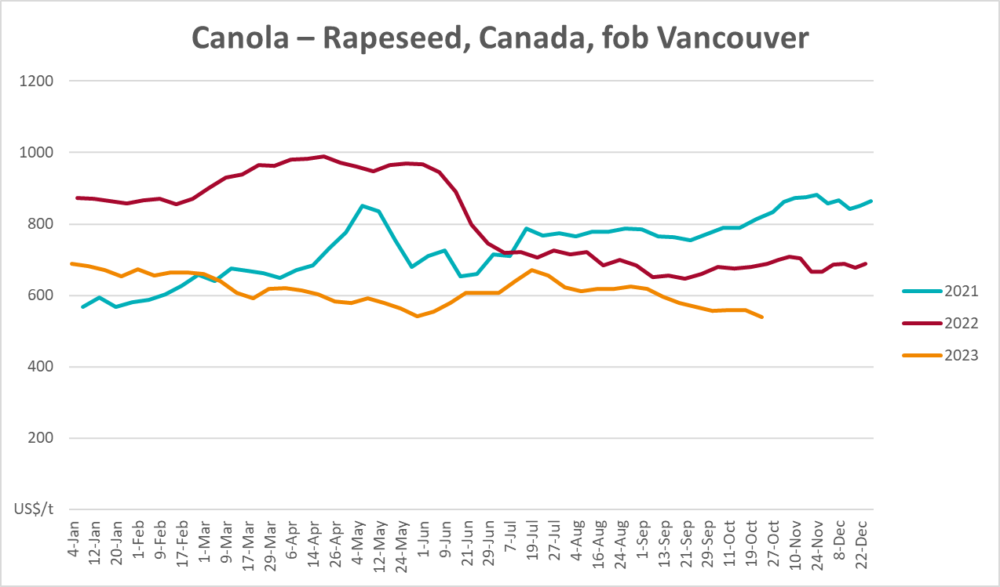 Canola – Rapeseed, Canada, fob Vancouver
1200
1000
800
600
400
200
US$/t
4-Jan
12-Jan
20-Jan
1-Feb
9-Feb
17-Feb
1-Mar
9-Mar
17-Mar
29-Mar
6-Apr
14-Apr
26-Apr
4-May
12-May
24-May
1-Jun
9-Jun
21-Jun
29-Jun
7-Jul
19-Jul
27-Jul
4-Aug
16-Aug
24-Aug
1-Sep
13-Sep
21-Sep
29-Sep
11-Oct
19-Oct
27-Oct
10-Nov
24-Nov
8-Dec
22-Dec
2021
2022
2023